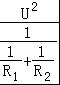 U²
1
1 1
R₁ + R₂